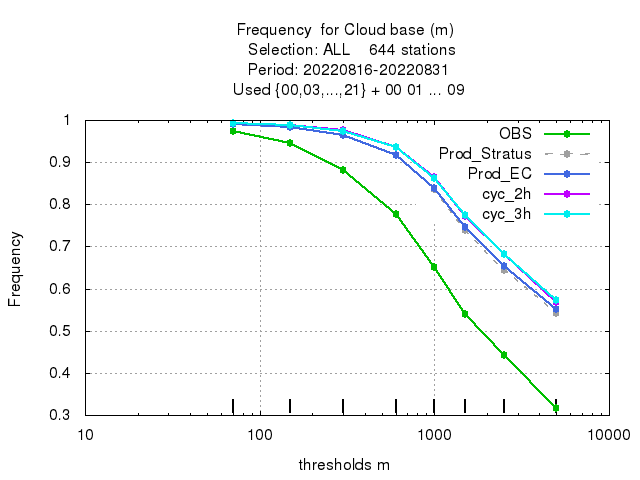 Frequency  for Cloud base (m)
Selection: ALL    644 stations
Period: 20220816-20220831
Used {00,03,...,21} + 00 01 ... 09
1
0.9
0.8
0.7
0.6
0.5
0.4
0.3
Frequency
OBS
Prod_Stratus
Prod_EC
cyc_2h
cyc_3h
10
100
1000
10000
thresholds m